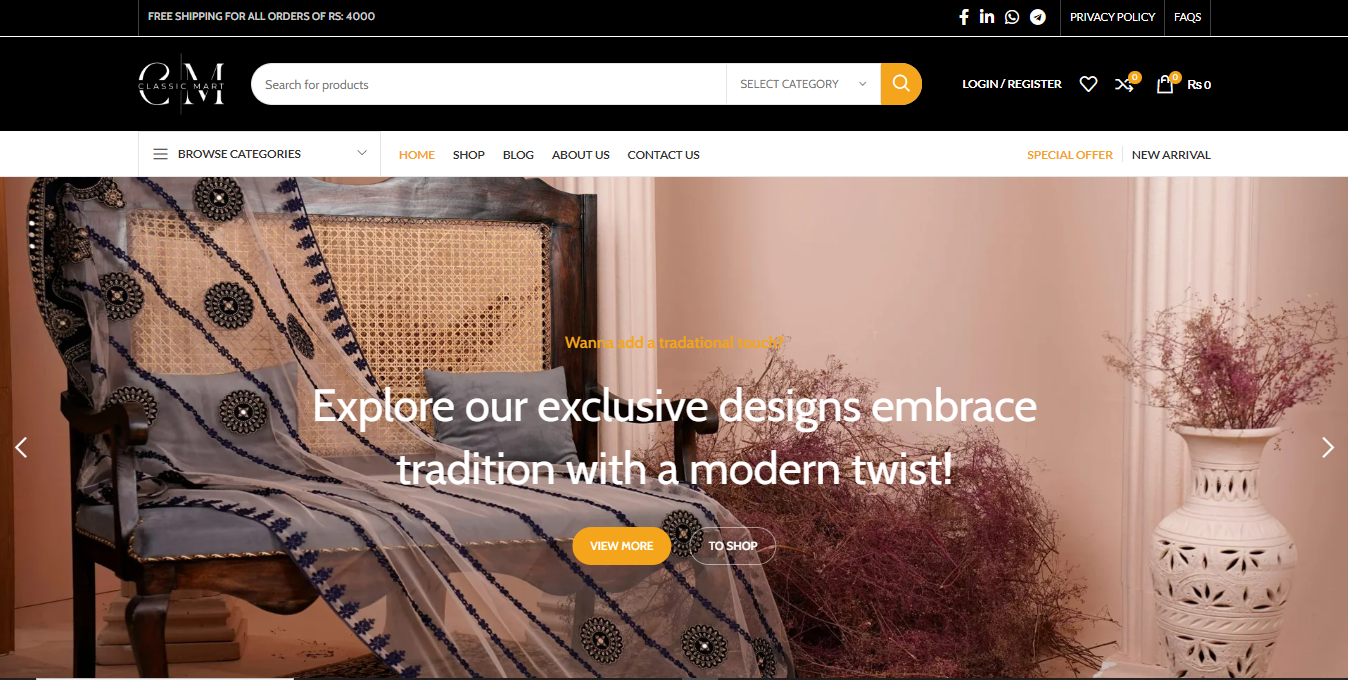 FREE SHIPPING FOR ALL ORDERS OF RS: 4000
PRIVACY POLICY
FAQS
CM
CLASSIC MART
Search for products
SELECT CATEGORY
LOGIN / REGISTER
0
0
₨ 0
BROWSE CATEGORIES
HOME
SHOP
BLOG
ABOUT US
CONTACT US
SPECIAL OFFER
NEW ARRIVAL
Wanna add a tradational touch?
Explore our exclusive designs embrace
tradition with a modern twist!
VIEW MORE
TO SHOP